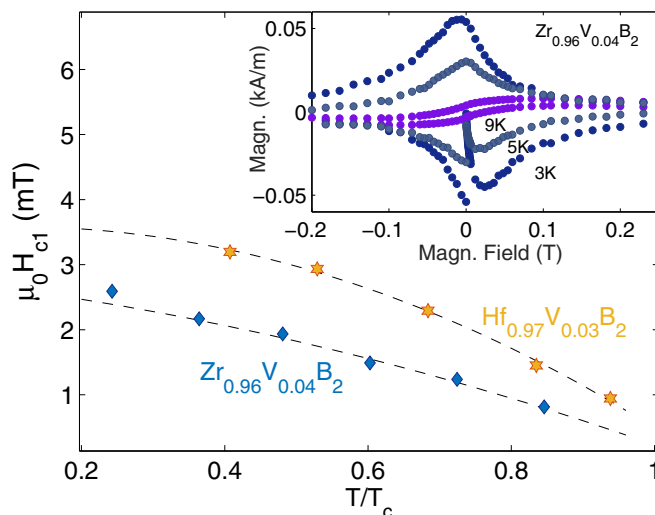 μ₀H_c1 (mT)
6
5
4
3
2
1
0.2
0.4
0.6
0.8
1
T/T_c
Hf₀.₉₇V₀.₀₃B₂
Zr₀.₉₆V₀.₀₄B₂
Magn. (kA/m)
0.05
0
−0.05
−0.2
−0.1
0
0.1
0.2
Magn. Field (T)
Zr₀.₉₆V₀.₀₄B₂
9K
5K
3K